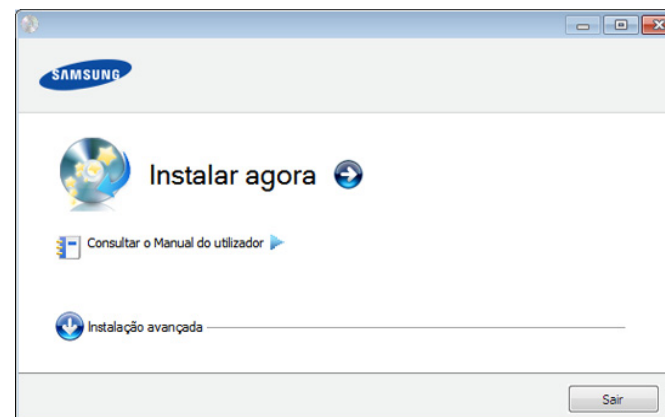 SAMSUNG
Instalar agora
Consultar o Manual do utilizador
Instalação avançada
Sair